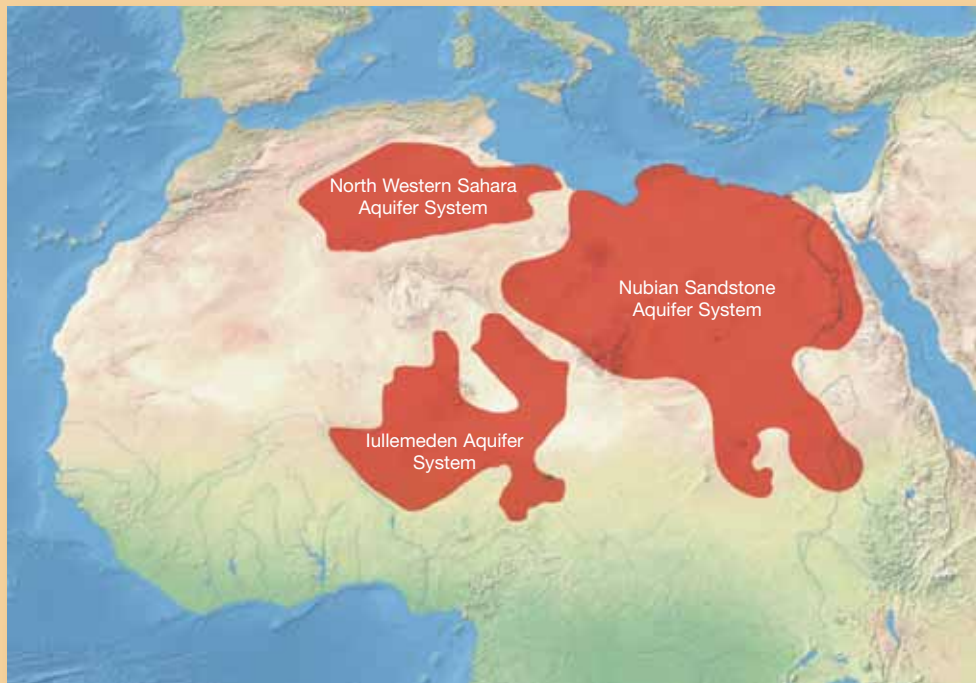 North Western Sahara
Aquifer System
Nubian Sandstone
Aquifer System
Iullemeden Aquifer
System